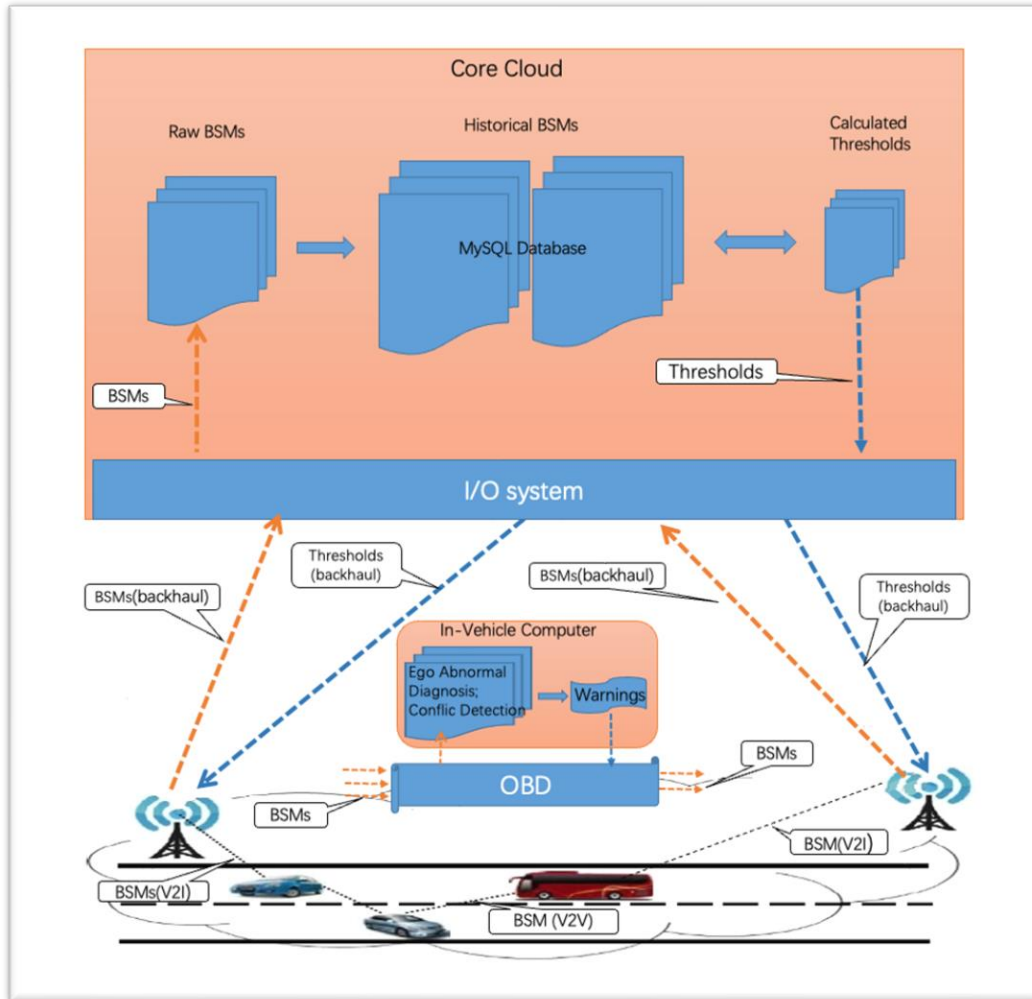 Core Cloud
Raw BSMs
Historical BSMs
Calculated
Thresholds
MySQL Database
BSMs
Thresholds
I/O system
Thresholds
(backhaul)
BSMs(backhaul)
BSMs(backhaul)
Thresholds
(backhaul)
In-Vehicle Computer
Ego Abnormal
Diagnosis;
Conflic Detection
Warnings
OBD
BSMs
BSMs
BSM(V2I)
BSMs(V2I)
BSM (V2V)